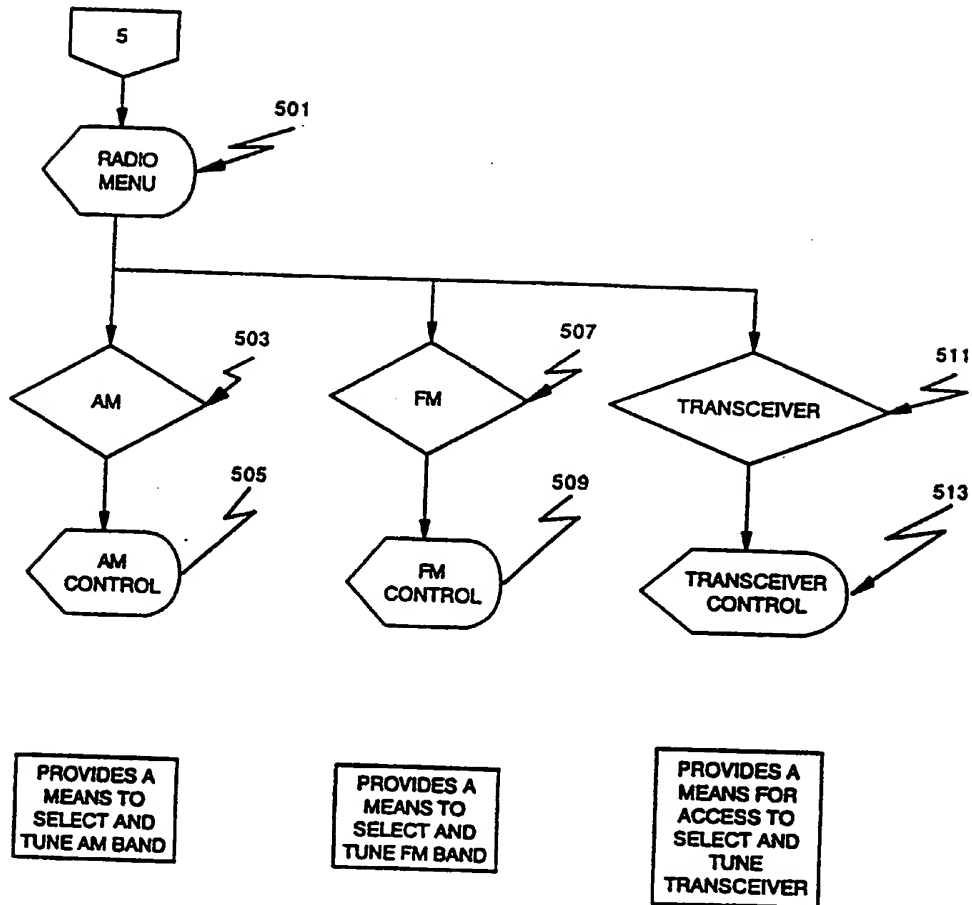 5
501
RADIO
MENU
503
507
511
AM
FM
TRANSCEIVER
505
509
513
AM
CONTROL
FM
CONTROL
TRANSCEIVER
CONTROL
PROVIDES A
MEANS TO
SELECT AND
TUNE AM BAND
PROVIDES A
MEANS TO
SELECT AND
TUNE FM BAND
PROVIDES A
MEANS FOR
ACCESS TO
SELECT AND
TUNE
TRANSCEIVER